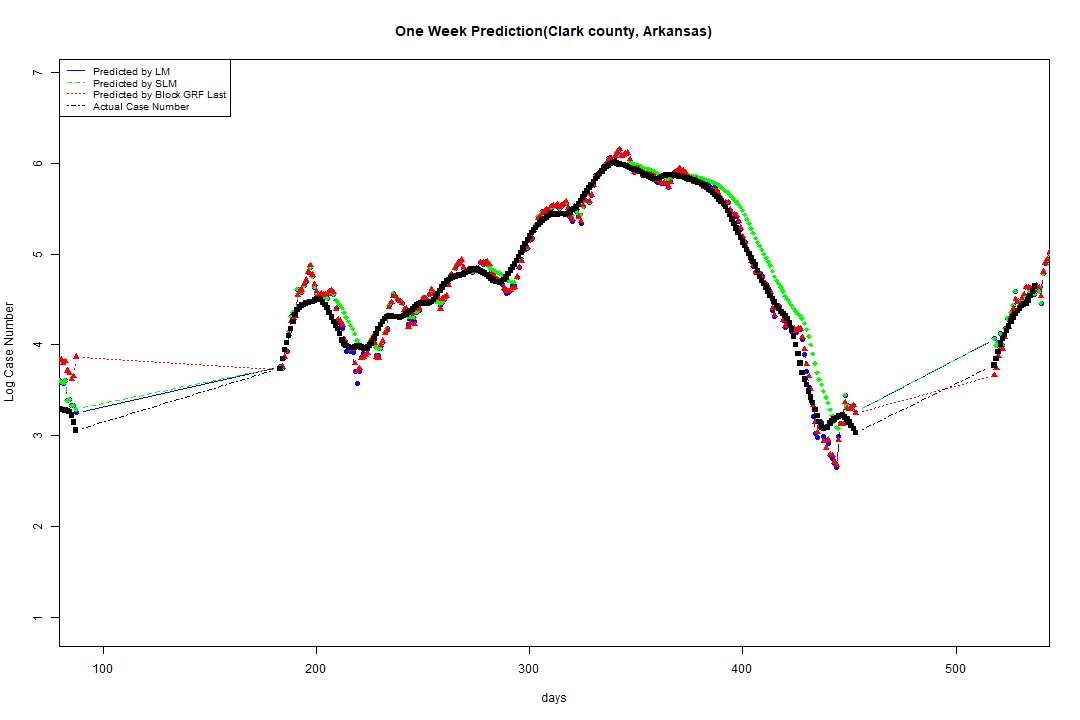 One Week Prediction(Clark county, Arkansas)
Predicted by LM
Predicted by SLM
Predicted by Block GRF Last
Actual Case Number
7
6
5
4
3
2
1
Log Case Number
100 200 300 400 500
days